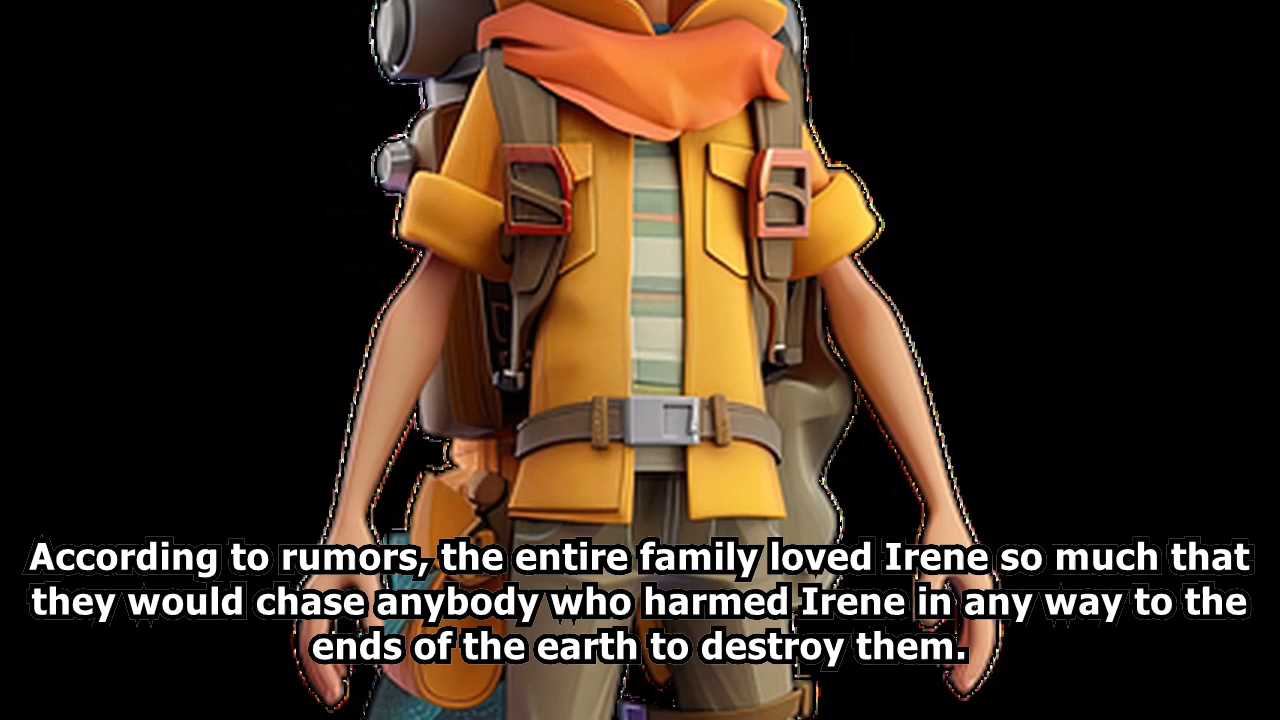 According to rumors, the entire family loved Irene so much that
they would chase anybody who harmed Irene in any way to the
ends of the earth to destroy them.